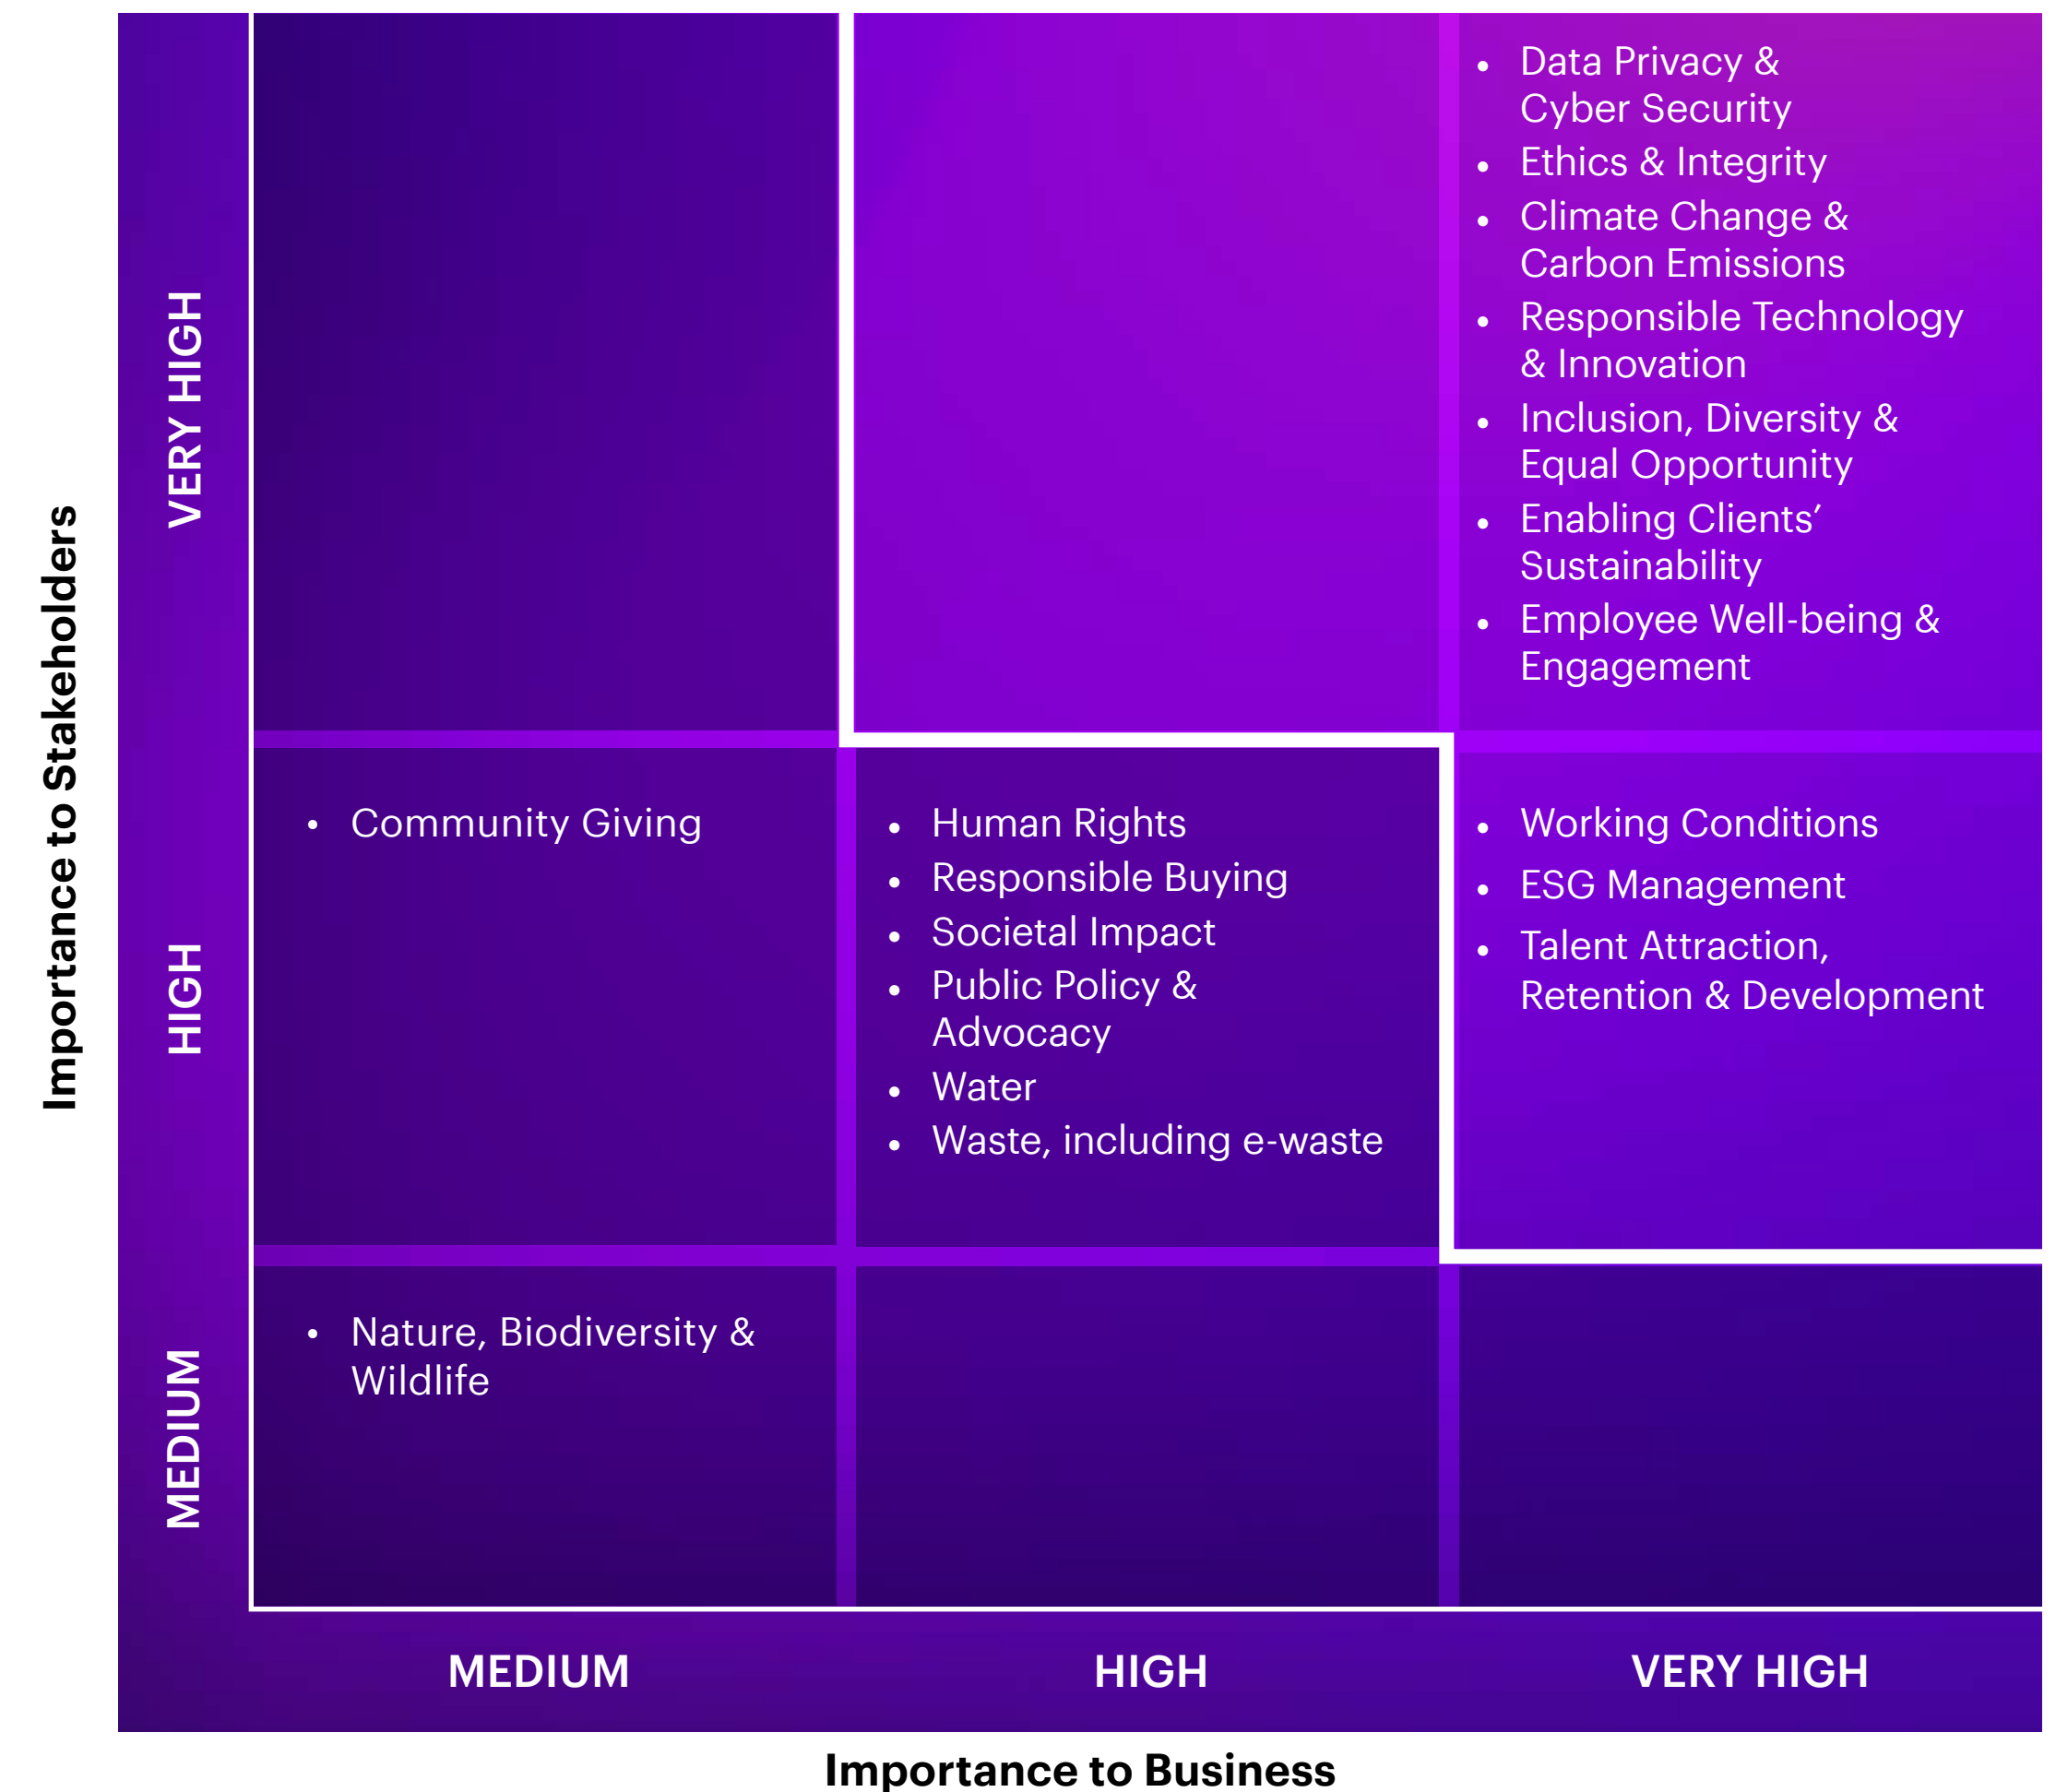 Importance to Stakeholders
VERY HIGH
Data Privacy &
Cyber Security
Ethics & Integrity
Climate Change &
Carbon Emissions
Responsible Technology
& Innovation
Inclusion, Diversity &
Equal Opportunity
Enabling Clients’
Sustainability
Employee Well-being &
Engagement
HIGH
Community Giving
Human Rights
Responsible Buying
Societal Impact
Public Policy &
Advocacy
Water
Waste, including e-waste
Working Conditions
ESG Management
Talent Attraction,
Retention & Development
MEDIUM
Nature, Biodiversity &
Wildlife
MEDIUM
HIGH
VERY HIGH
Importance to Business